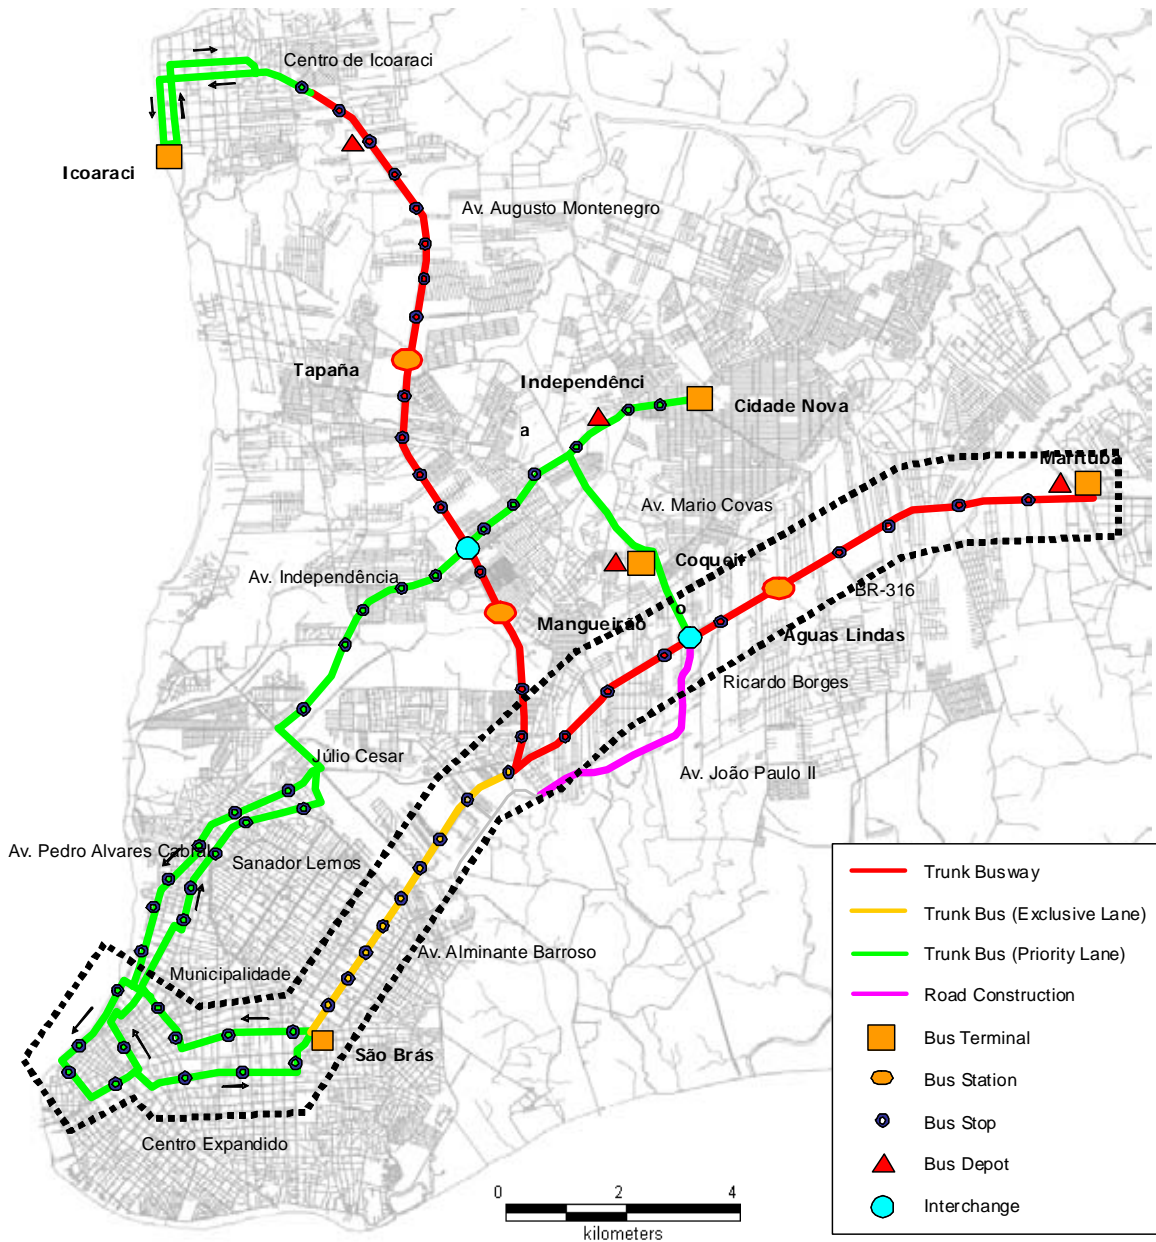 Centro de Icoaraci
Icoaraci
Av. Augusto Montenegro
Tapaña
Independênci
a
Cidade Nova
Marituba
Av. Mario Covas
Coqueir
o
Av. Independência
BR-316
Mangueirão
Aguas Lindas
Ricardo Borges
Júlio Cesar
Av. João Paulo II
Av. Pedro Alvares Cabral
Sanador Lemos
Av. Alminante Barroso
Municipalidade
São Brás
Centro Expandido
Trunk Busway
Trunk Bus (Exclusive Lane)
Trunk Bus (Priority Lane)
Road Construction
Bus Terminal
Bus Station
Bus Stop
Bus Depot
Interchange
0 2 4
kilometers